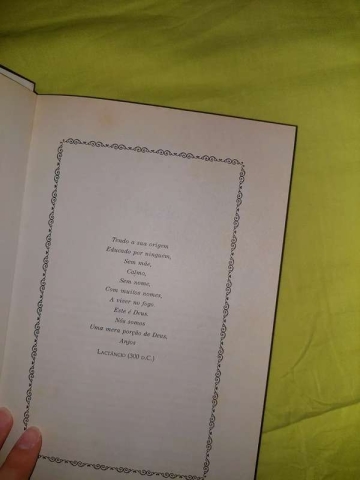 Tendo a sua origem
Educado por ninguém,
Sem mãe,
Calmo,
Sem nome,
Com muitos nomes,
A viver no fogo.
Este é Deus.
Nós somos
Uma mera porção de Deus,
Anjos
LACTÂNCIO (300 D.C.)